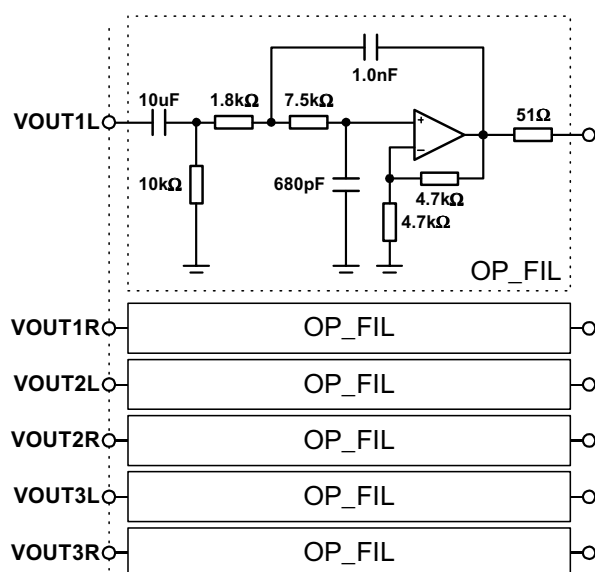 1.0nF
10uF 1.8kΩ 7.5kΩ 51Ω
VOUT1L
+
−
10kΩ 680pF 4.7kΩ
4.7kΩ
OP_FIL
VOUT1R OP_FIL
VOUT2L OP_FIL
VOUT2R OP_FIL
VOUT3L OP_FIL
VOUT3R OP_FIL